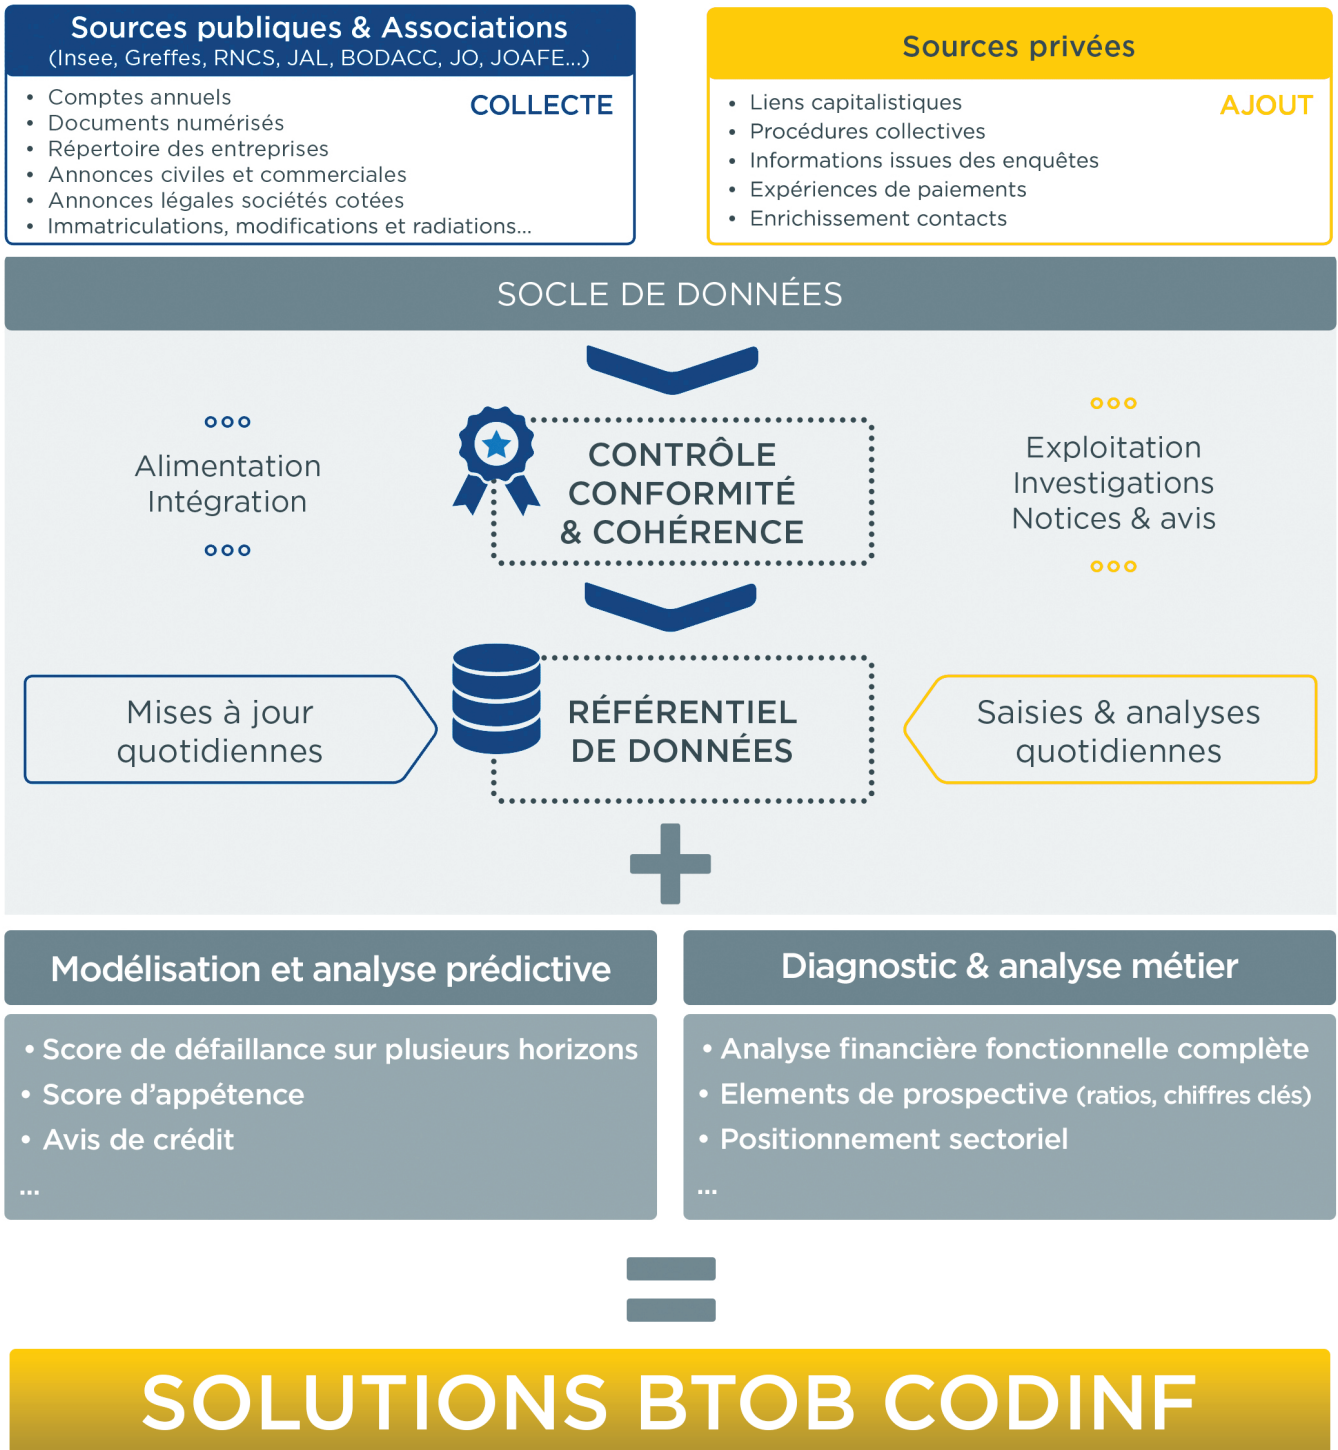 Sources publiques & Associations
(Insee, Greffes, RNCS, JAL, BODACC, JO, JOAFE...)
COLLECTE
• Comptes annuels
• Documents numérisés
• Répertoire des entreprises
• Annonces civiles et commerciales
• Annonces légales sociétés cotées
• Immatriculations, modifications et radiations...
Sources privées
AJOUT
• Liens capitalistiques
• Procédures collectives
• Informations issues des enquêtes
• Expériences de paiements
• Enrichissement contacts
SOCLE DE DONNÉES
Alimentation
Intégration
CONTRÔLE
CONFORMITÉ
& COHÉRENCE
Exploitation
Investigations
Notices & avis
Mises à jour
quotidiennes
RÉFÉRENTIEL
DE DONNÉES
Saisies & analyses
quotidiennes
Modélisation et analyse prédictive
• Score de défaillance sur plusieurs horizons
• Score d’appétence
• Avis de crédit
...
Diagnostic & analyse métier
• Analyse financière fonctionnelle complète
• Elements de prospective (ratios, chiffres clés)
• Positionnement sectoriel
...
SOLUTIONS BTOB CODINF